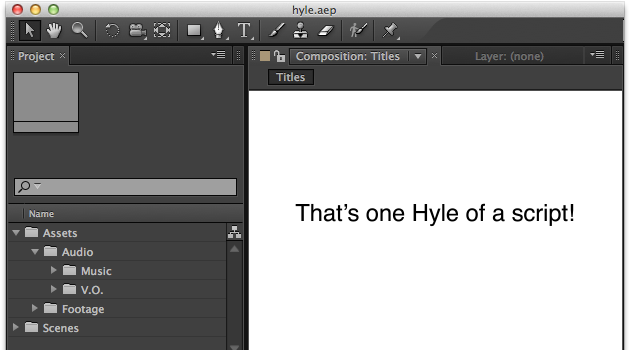 hyle.aep
T
Project
Composition: Titles
Layer: (none)
Titles
Name
Assets
Audio
Music
V.O.
Footage
Scenes
That's one Hyle of a script!